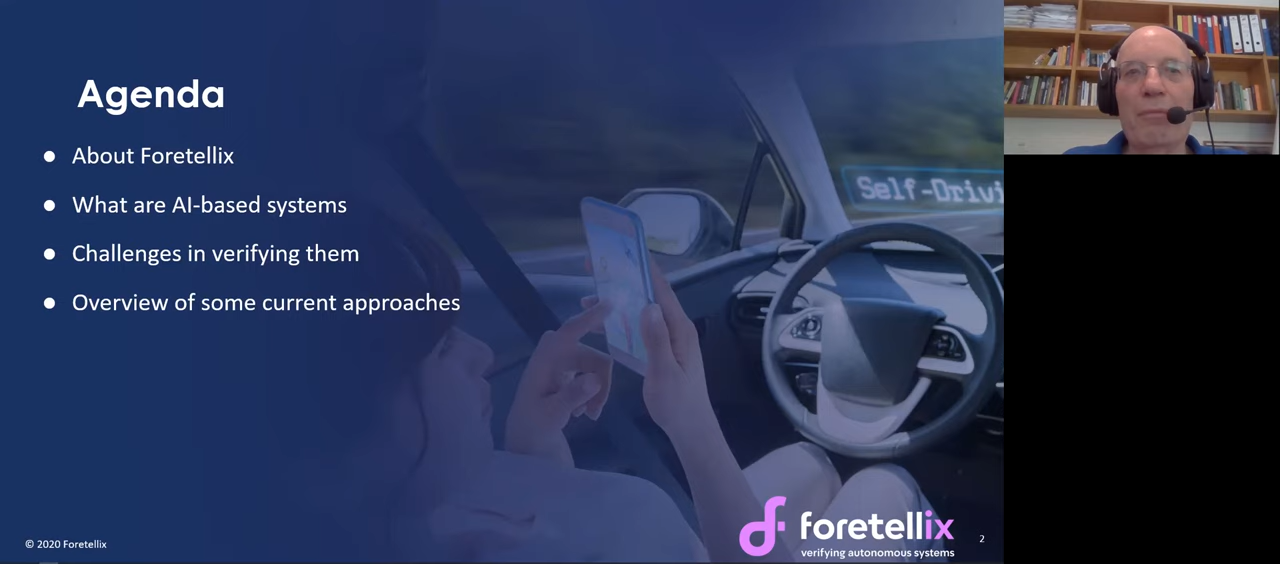 Agenda
● About Foretellix
● What are AI-based systems
● Challenges in verifying them
● Overview of some current approaches
Self-Drivi
foretellix
verifying autonomous systems
© 2020 Foretellix
2